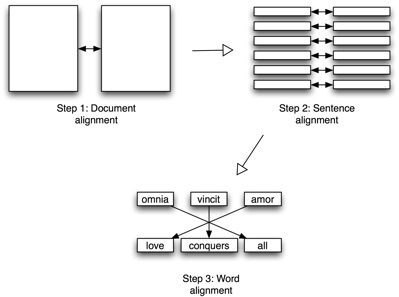 Step 1: Document
alignment
Step 2: Sentence
alignment
omnia vincit amor
love conquers all
Step 3: Word
alignment